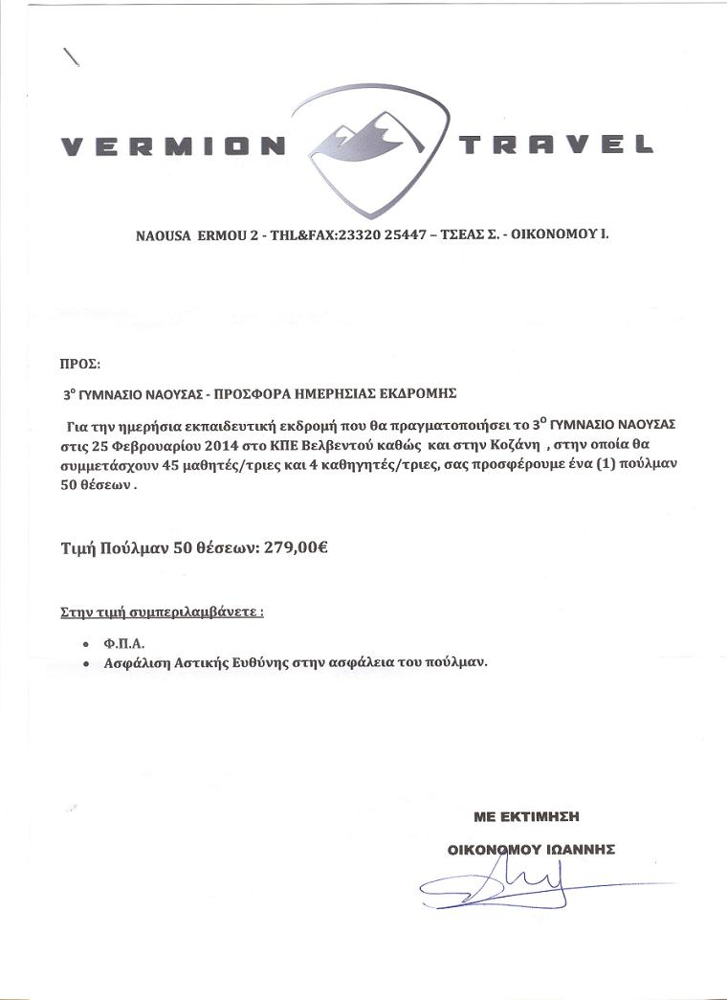 VERMION TRAVEL
NAOUSA ERMOU 2 - THL&FAX:23320 25447 – ΤΣΕΑΣ Σ. - ΟΙΚΟΝΟΜΟΥ Ι.
ΠΡΟΣ:
3ο ΓΥΜΝΑΣΙΟ ΝΑΟΥΣΑΣ - ΠΡΟΣΦΟΡΑ ΗΜΕΡΗΣΙΑΣ ΕΚΔΡΟΜΗΣ
Για την ημερήσια εκπαιδευτική εκδρομή που θα πραγματοποιήσει το 3Ο ΓΥΜΝΑΣΙΟ ΝΑΟΥΣΑΣ
στις 25 Φεβρουαρίου 2014 στο ΚΠΕ Βελβεντού καθώς και στην Κοζάνη , στην οποία θα
συμμετάσχουν 45 μαθητές/τριες και 4 καθηγητές/τριες, σας προσφέρουμε ένα (1) πούλμαν
50 θέσεων .
Τιμή Πούλμαν 50 θέσεων: 279,00€
Στην τιμή συμπεριλαμβάνετε :
• Φ.Π.Α.
• Ασφάλιση Αστικής Ευθύνης στην ασφάλεια του πούλμαν.
ΜΕ ΕΚΤΙΜΗΣΗ
ΟΙΚΟΝΟΜΟΥ ΙΩΑΝΝΗΣ